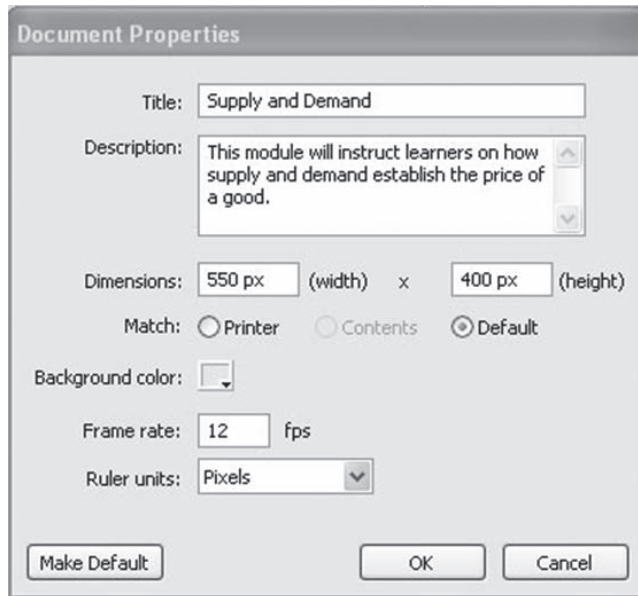 Document Properties
Title: Supply and Demand
Description: This module will instruct learners on how
supply and demand establish the price of
a good.
Dimensions: 550 px (width) x 400 px (height)
Match: Printer Contents Default
Background color:
Frame rate: 12 fps
Ruler units: Pixels
Make Default OK Cancel